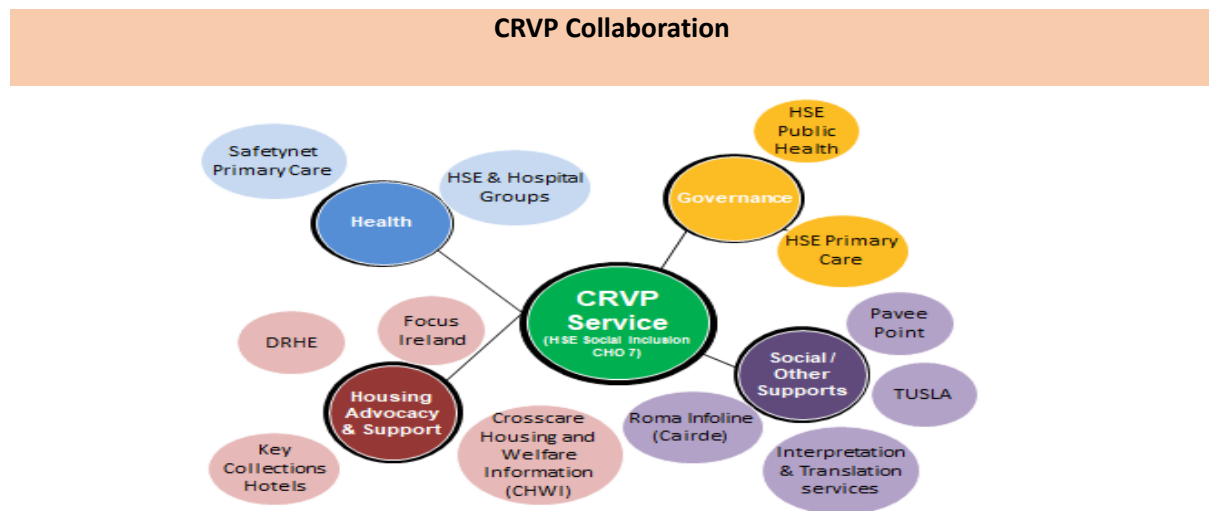 CRVP Collaboration
HSE
Public
Health
Safetynet
Primary Care
HSE & Hospital
Groups
Health
Governance
HSE Primary
Care
CRVP
Service
(HSE Social Inclusion
CHO 7)
DRHE
Focus
Ireland
Housing
Advocacy
& Support
Key
Collections
Hotels
Crosscare
Housing and
Welfare
Information
(CHWI)
Pavee
Point
Social /
Other
Supports
TUSLA
Roma Infoline
(Cairde)
Interpretation
& Translation
services